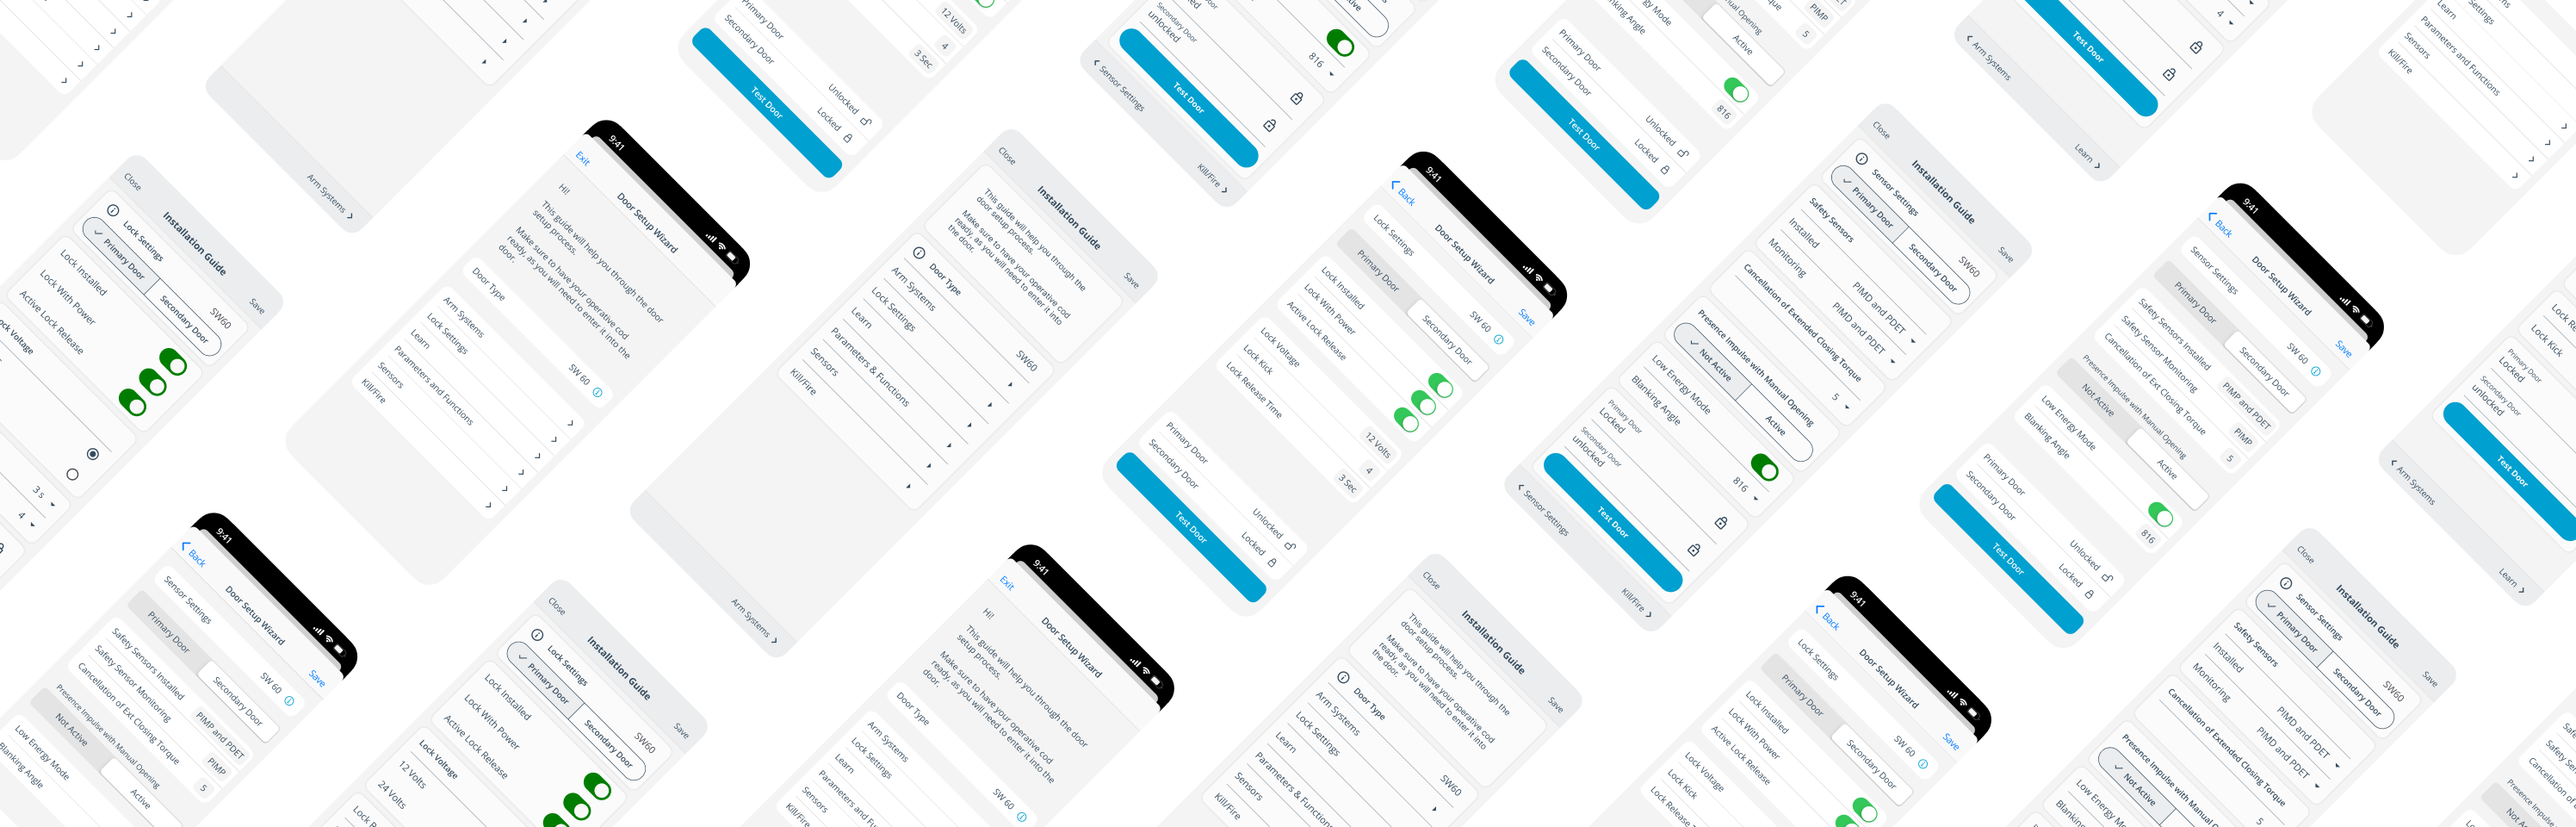 Arm Systems
Primary Door
Secondary Door
Unlocked
Locked
12 Volts
4
3 Sec
Test Door
Secondary Door
unlocked
816
Test Door
Sensor Settings
Kill/Fire
Blanking Angle
Active
5
816
Primary Door
Secondary Door
Unlocked
Locked
Test Door
4
Test Door
Arm Systems
Learn
Learn
Parameters and Functions
Sensors
Kill/Fire
Close
Installation Guide
Save
Lock Settings
SW60
Primary Door
Secondary Door
Lock Installed
Lock With Power
Active Lock Release
3 s
4
9:41
Exit
Door Setup Wizard
Hi!
This guide will help you through the door
setup process.
Make sure to have your operative cod
ready, as you will need to enter it into the
door.
Door Type
SW 60
Arm Systems
Lock Settings
Learn
Parameters and Functions
Sensors
Kill/Fire
Close
Installation Guide
Save
This guide will help you through the
door setup process.
Make sure to have your operative cod
ready, as you will need to enter it into
the door.
Door Type
SW60
Arm Systems
Lock Settings
Learn
Parameters & Functions
Sensors
Kill/Fire
Arm Systems
9:41
Back
Door Setup Wizard
Save
Lock Settings
SW 60
Primary Door
Secondary Door
Lock Installed
Lock With Power
Active Lock Release
Lock Voltage
12 Volts
Lock Kick
4
Lock Release Time
3 Sec
Primary Door
Unlocked
Secondary Door
Locked
Test Door
Close
Installation Guide
Save
Sensor Settings
SW60
Primary Door
Secondary Door
Safety Sensors
Installed
PIMD and PDET
Monitoring
PIMD and PDET
Cancellation of Extended Closing Torque
5
Presence Impulse with Manual Opening
Not Active
Active
Low Energy Mode
Blanking Angle
816
Primary Door
Locked
Secondary Door
unlocked
Test Door
Sensor Settings
Kill/Fire
9:41
Back
Door Setup Wizard
Save
Sensor Settings
SW 60
Primary Door
Secondary Door
Safety Sensors Installed
PIMP and PDET
Safety Sensor Monitoring
PIMP
Cancellation of Ext Closing Torque
5
Presence Impulse with Manual Opening
Not Active
Active
Low Energy Mode
Blanking Angle
816
Primary Door
Unlocked
Secondary Door
Locked
Test Door
Lock Kick
Primary Door
Locked
Secondary Door
unlocked
Test Door
Arm Systems
Learn
9:41
Back
Door Setup Wizard
Save
Sensor Settings
SW 60
Primary Door
Secondary Door
Safety Sensors Installed
PIMP and PDET
Safety Sensor Monitoring
PIMP
Cancellation of Ext Closing Torque
5
Presence Impulse with Manual Opening
Not Active
Active
Low Energy Mode
Blanking Angle
Close
Installation Guide
Save
Lock Settings
SW60
Primary Door
Secondary Door
Lock Installed
Lock With Power
Active Lock Release
Lock Voltage
12 Volts
24 Volts
9:41
Exit
Door Setup Wizard
Hi!
This guide will help you through the door
setup process.
Make sure to have your operative cod
ready, as you will need to enter it into the
door.
Door Type
SW 60
Arm Systems
Lock Settings
Learn
Sensors
Kill/Fire
Close
Installation Guide
Save
This guide will help you through the
door setup process.
Make sure to have your operative cod
ready, as you will need to enter it into
the door.
Door Type
SW60
Arm Systems
Lock Settings
Learn
Parameters & Functions
Sensors
Kill/Fire
9:41
Back
Door Setup Wizard
Save
Lock Settings
SW 60
Primary Door
Secondary Door
Lock Installed
Lock With Power
Active Lock Release
Lock Voltage
Lock Kick
Close
Installation Guide
Save
Sensor Settings
SW60
Primary Door
Secondary Door
Safety Sensors
Installed
PIMD and PDET
Monitoring
PIMD and PDET
Cancellation of Extended Closing Torque
5
Presence Impulse with Manual
Not Active